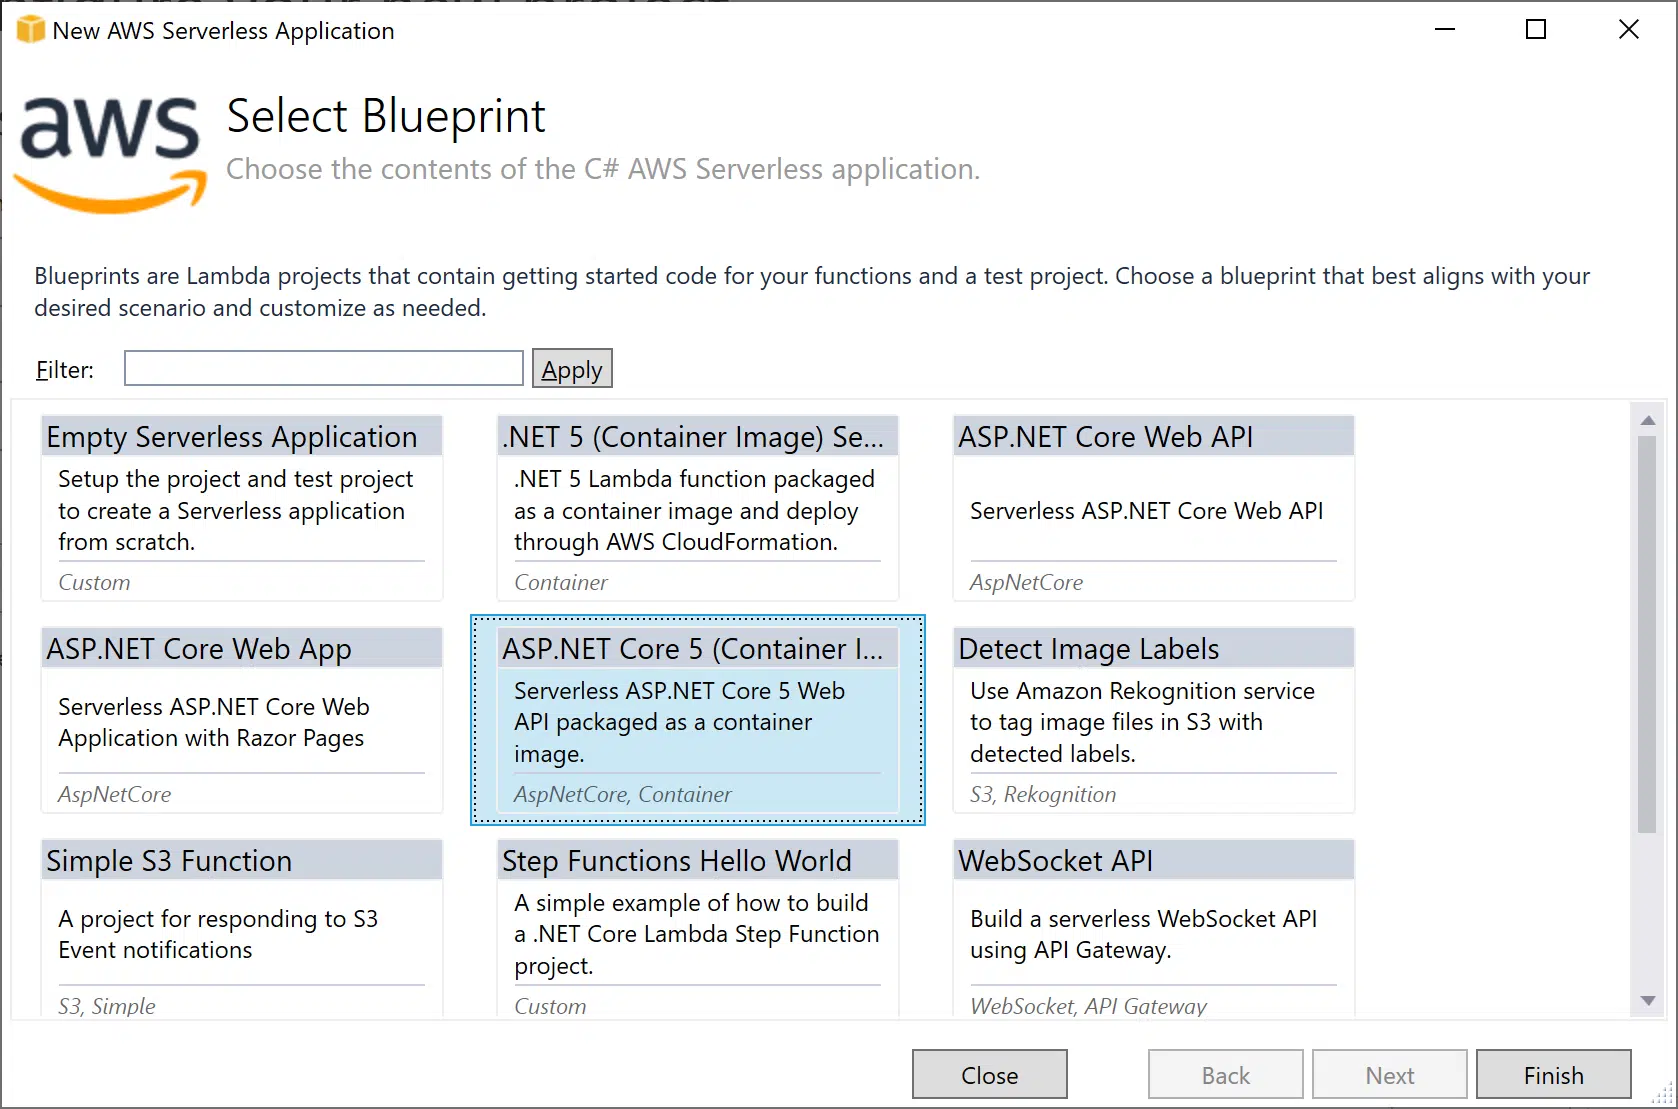 New AWS Serverless Application
aws
Select Blueprint
Choose the contents of the C# AWS Serverless application.
Blueprints are Lambda projects that contain getting started code for your functions and a test project. Choose a blueprint that best aligns with your
desired scenario and customize as needed.
Filter:
Apply
Empty Serverless Application
Setup the project and test project
to create a Serverless application
from scratch.
Custom
.NET 5 (Container Image) Se...
.NET 5 Lambda function packaged
as a container image and deploy
through AWS CloudFormation.
Container
ASP.NET Core Web API
Serverless ASP.NET Core Web API
AspNetCore
ASP.NET Core Web App
Serverless ASP.NET Core Web
Application with Razor Pages
AspNetCore
ASP.NET Core 5 (Container I...
Serverless ASP.NET Core 5 Web
API packaged as a container
image.
AspNetCore, Container
Detect Image Labels
Use Amazon Rekognition service
to tag image files in S3 with
detected labels.
S3, Rekognition
Simple S3 Function
A project for responding to S3
Event notifications
S3, Simple
Step Functions Hello World
A simple example of how to build
a .NET Core Lambda Step Function
project.
Custom
WebSocket API
Build a serverless WebSocket API
using API Gateway.
WebSocket, API Gateway
Close
Back
Next
Finish